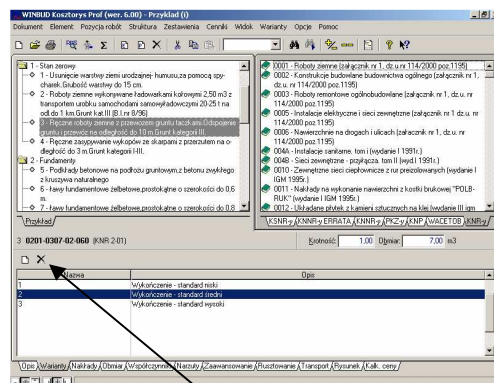 WINBUD Kosztorys Prof (wer. 6.00) - Przykład (i)
Dokument Element Pozycja robót Struktura Zestawienia Cenniki Widok Warianty Opcje Pomoc
1 - Stan zerowy
1 - Usunięcie warstwy ziemi urodzajnej- humusu,za pomocą spy-
charek.Grubość warstwy do 15 cm.
2 - Roboty ziemne wykonywane ładowarkami kołowymi 2,50 m3 z
transportem urobku samochodami samowyładowczymi 20-25 t na
odl.do 1 km.Grunt kat.III [B.I.nr 8/96]
3 - Ręczne roboty ziemne z przewozem gruntu taczkami.Odspojenie
gruntu i przewóz na odległość do 10 m.Grunt kategorii III.
4 - Ręczne zasypywanie wykopów ze skarpami z przerzutem na o-
dległość do 3 m.Grunt kategorii I-III.
2 - Fundamenty
5 - Podkłady betonowe na podłożu gruntowym,z betonu zwykłego
z kruszywa naturalnego
6 - ławy fundamentowe żelbetowe,prostokątne o szerokości do 0,6
m.
7 - ławy fundamentowe żelbetowe,prostokątne o szerokości do 0,8
Przykład
0001 - Roboty ziemne (załącznik nr 1, dz.u.nr 114/2000 poz.1195)
0002 - Konstrukcje budowlane budownictwa ogólnego (załącznik nr 1,
dz.u. nr 114/2000 poz.1195)
0003 - Roboty remontowe ogólnobudowlane (załącznik nr 1, dz.u. nr
114/2000 poz.1195)
0005 - Instalacje elektryczne i sieci zewnętrzne (załącznik nr 1 dz.u. nr
114/2000 poz.1195)
0006 - Nawierzchnie na drogach i ulicach (załącznik nr 1, dz.u. nr
114/2000 poz.1195)
004A - Instalacje sanitarne, tom i (wydanie I 1991r.)
004B - Sieci zewnętrzne - przyłącza. tom II (wyd.I 1991r.)
0010 - Zewnętrzne sieci ciepłownicze z rur preizolowanych (wydanie I
IGM 1995r.)
0011 - Nakłady na wykonanie nawierzchni z kostki brukowej "POLB-
RUK" (wydanie I IGM 1995r.)
0012 - Układane płytek z kamieni sztucznych na klej (wydanie III igm
KSNR-y KNNR-y ERRATA KNNR-y PKZ-y KNP WACETOB KNR-y
3 0201-0307-02-060 (KNR 2-01) Krotność: 1,00 Obmiar: 7,00 m3
Nazwa Opis
1 Wykończenie - standard niski
2 Wykończenie - standard średni
3 Wykończenie - standard wysoki
Opis Warianty Nakłady Obmiar Współczynniki Narzuty Zaawansowanie Rusztowanie Transport Rysunek Kalk. ceny